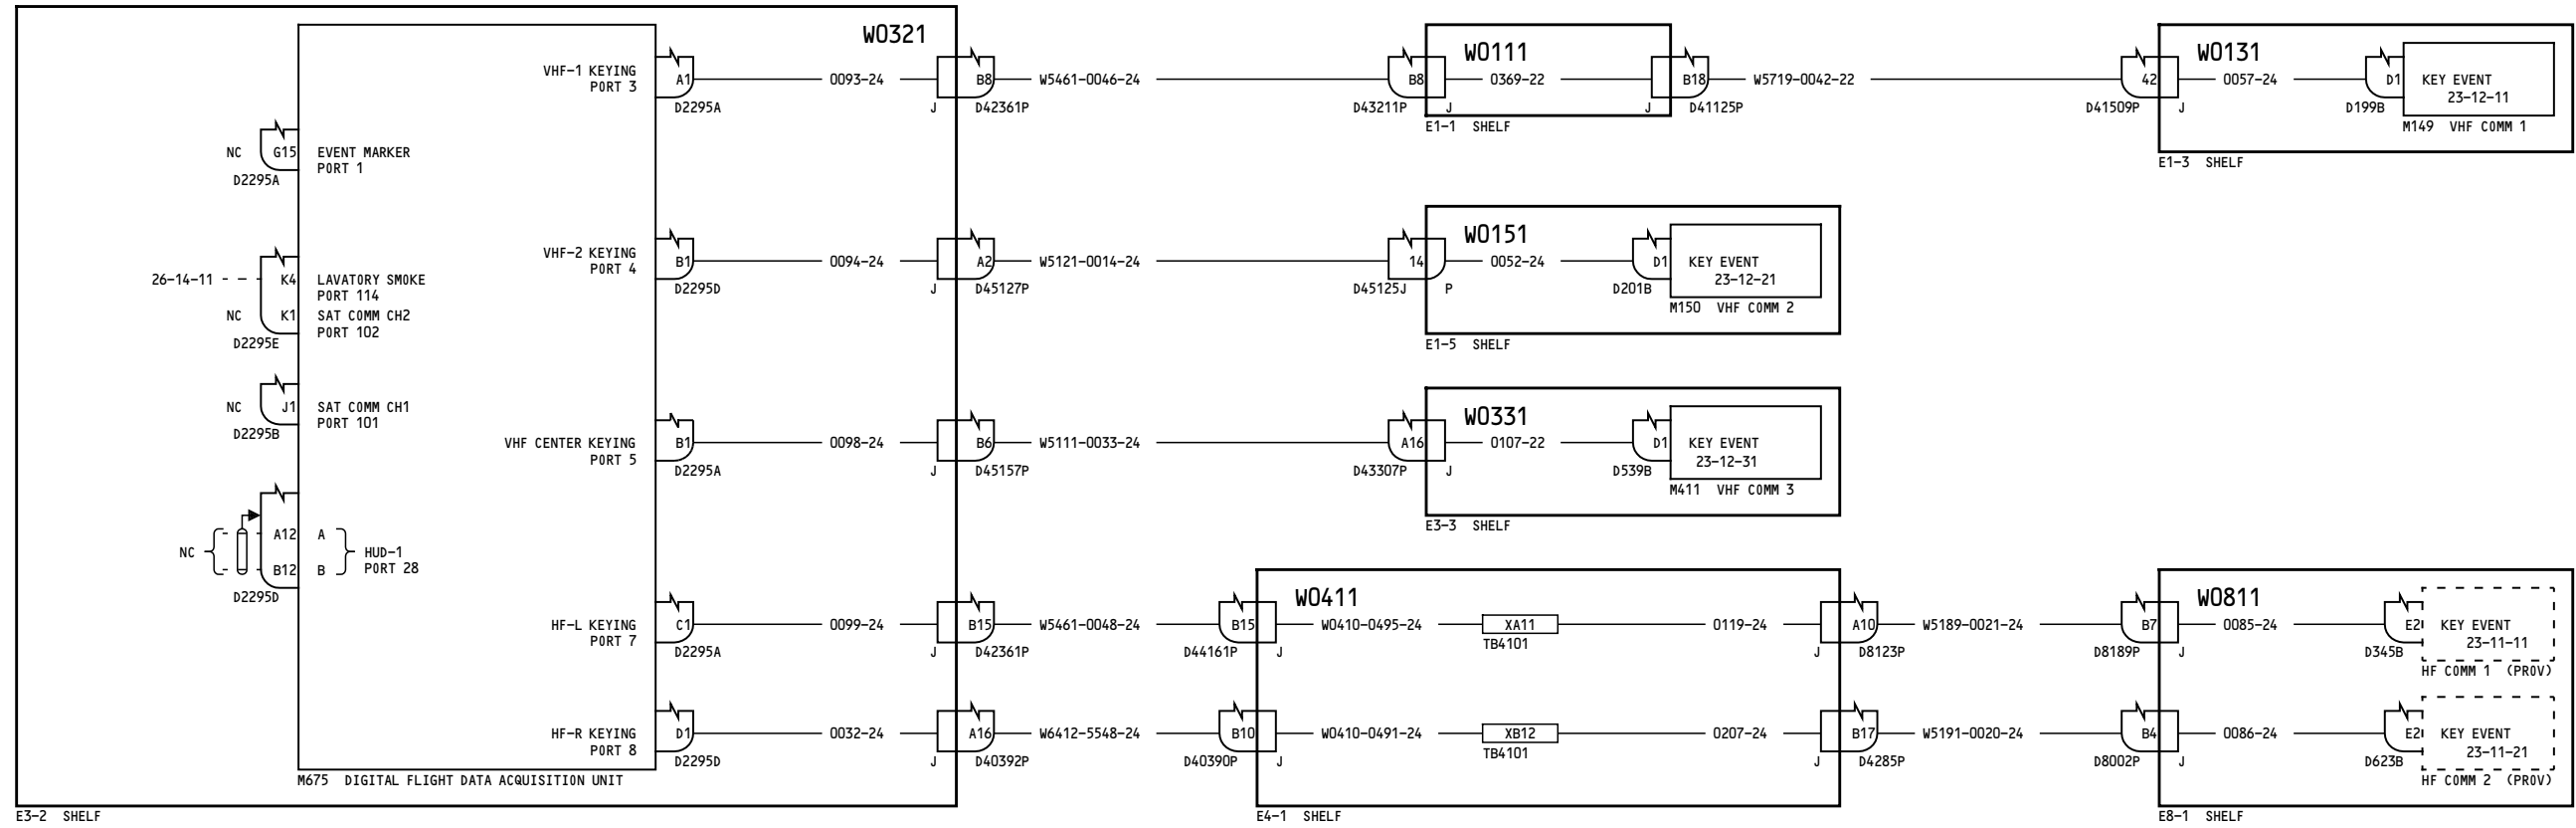 W0321
VHF-1 KEYING
PORT 3
A1
D2295A
0093-24
J
B8
D42361P
W5461-0046-24
B8
D43211P
J
W0111
0369-22
E1-1 SHELF
J
B18
D41125P
W5719-0042-22
42
D41509P
J
W0131
0057-24
D1
D199B
KEY EVENT
23-12-11
M149 VHF COMM 1
E1-3 SHELF
NC
G15
D2295A
EVENT MARKER
PORT 1
26-14-11
K4
LAVATORY SMOKE
PORT 114
NC
K1
SAT COMM CH2
PORT 102
D2295E
VHF-2 KEYING
PORT 4
B1
D2295D
0094-24
J
A2
D45127P
W5121-0014-24
14
D45125J
P
W0151
0052-24
D1
D201B
KEY EVENT
23-12-21
M150 VHF COMM 2
E1-5 SHELF
NC
J1
D2295B
SAT COMM CH1
PORT 101
VHF CENTER KEYING
PORT 5
B1
D2295A
0098-24
J
B6
D45157P
W5111-0033-24
A16
D43307P
J
W0331
0107-22
D1
D539B
KEY EVENT
23-12-31
M411 VHF COMM 3
E3-3 SHELF
NC
A12
A
B12
B
HUD-1
PORT 28
D2295D
HF-L KEYING
PORT 7
C1
D2295A
0099-24
J
B15
D42361P
W5461-0048-24
B15
D44161P
J
W0411
W0410-0495-24
XA11
TB4101
0119-24
J
A10
D8123P
W5189-0021-24
B7
D8189P
J
W0811
0085-24
E2
D345B
KEY EVENT
23-11-11
HF COMM 1 (PROV)
HF-R KEYING
PORT 8
D1
D2295D
0032-24
J
A16
D40392P
W6412-5548-24
B10
D40390P
J
W0410-0491-24
XB12
TB4101
0207-24
J
B17
D4285P
W5191-0020-24
B4
D8002P
J
0086-24
E2
D623B
KEY EVENT
23-11-21
HF COMM 2 (PROV)
M675 DIGITAL FLIGHT DATA ACQUISITION UNIT
E3-2 SHELF
E4-1 SHELF
E8-1 SHELF